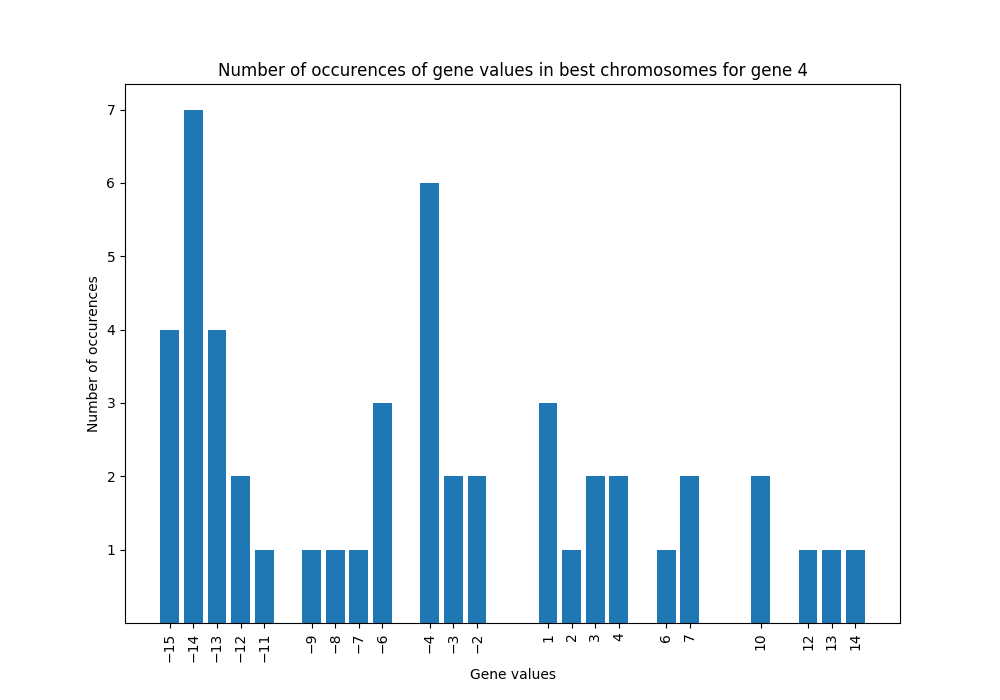 Number of occurences of gene values in best chromosomes for gene 4
7
6
5
4
3
2
1
Number of occurences
−15 −14 −13 −12 −11 −9 −8 −7 −6 −4 −3 −2 1 2 3 4 6 7 10 12 13 14
Gene values